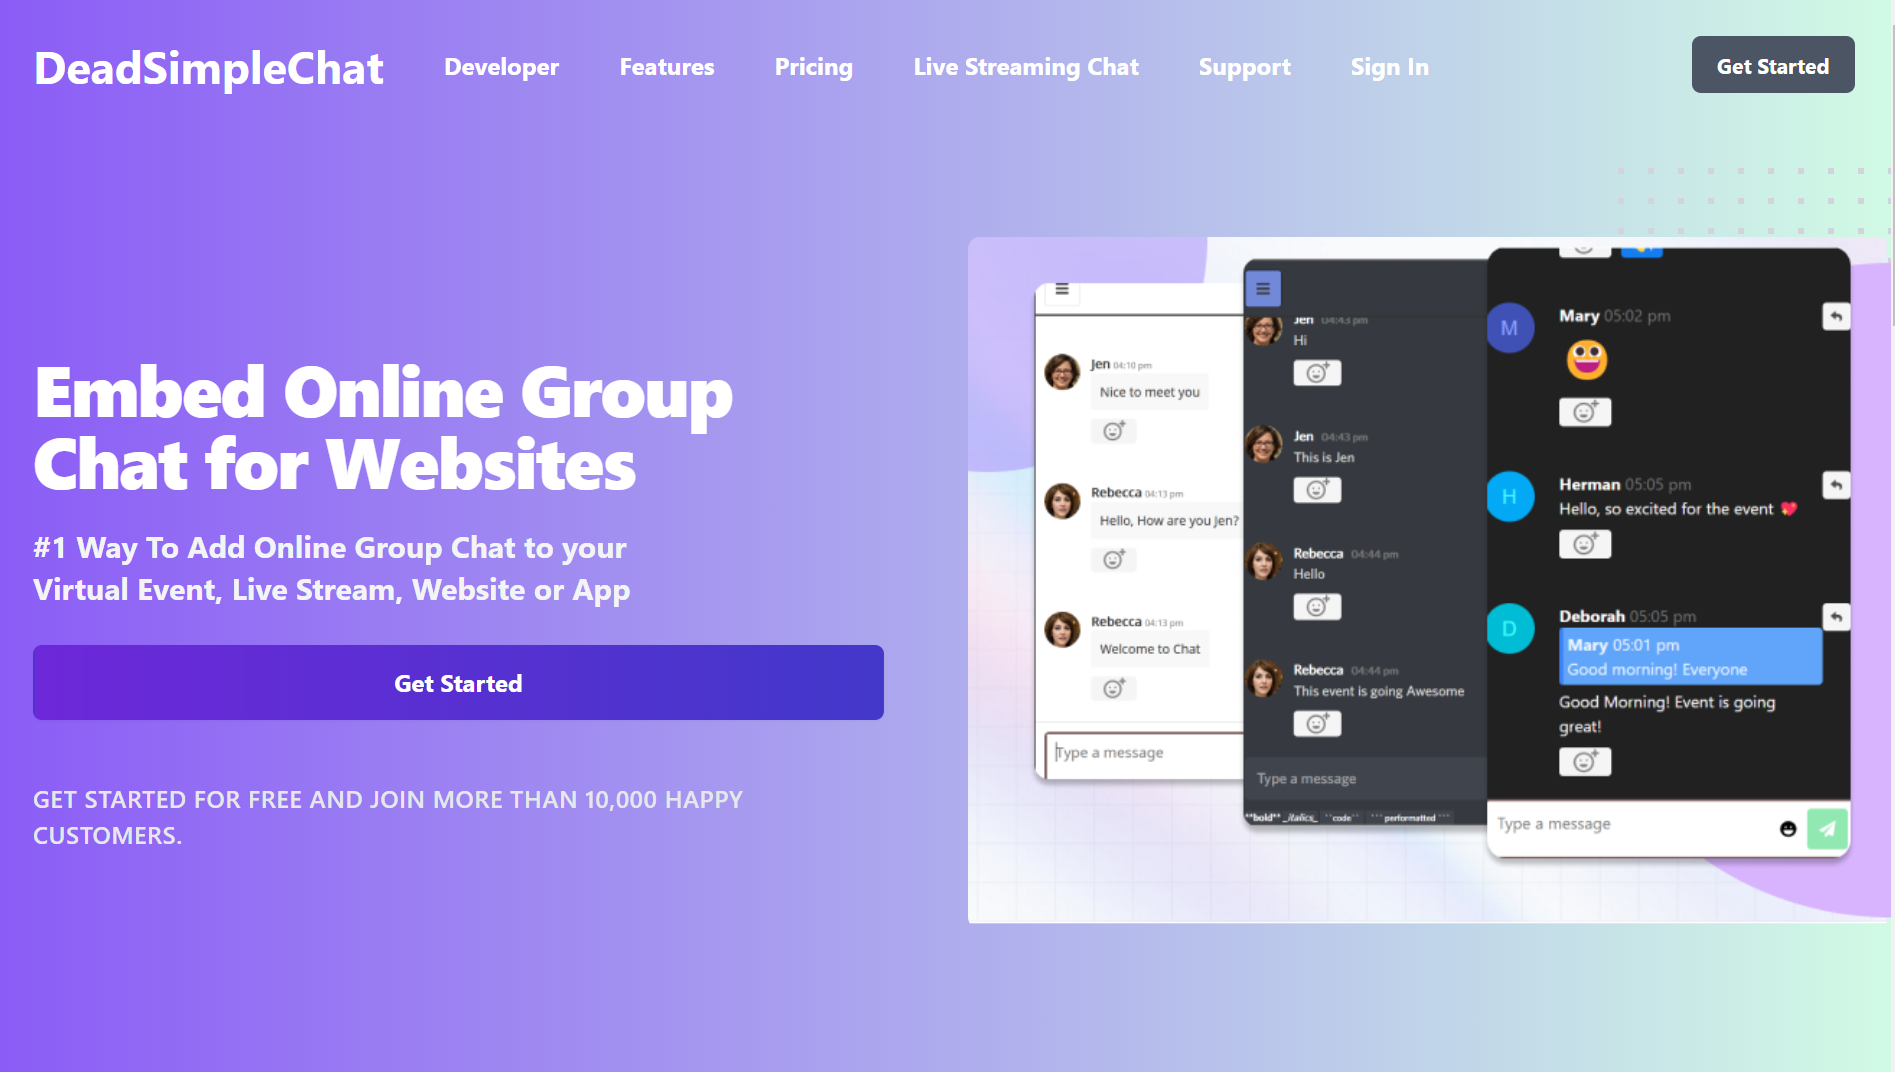 DeadSimpleChat
Developer
Features
Pricing
Live Streaming Chat
Support
Sign In
Get Started
Embed Online Group
Chat for Websites
#1 Way To Add Online Group Chat to your
Virtual Event, Live Stream, Website or App
Get Started
GET STARTED FOR FREE AND JOIN MORE THAN 10,000 HAPPY
CUSTOMERS.
Jen 04:10 pm
Nice to meet you
Rebecca 04:13 pm
Hello, How are you Jen?
Rebecca 04:13 pm
Welcome to Chat
Type a message
Jen 04:43 pm
Hi
Jen 04:43 pm
This is Jen
Rebecca 04:44 pm
Hello
Rebecca 04:44 pm
This event is going Awesome
Type a message
**bold** _italics_ ``code`` ```performatted```
M
Mary 05:02 pm
H
Herman 05:05 pm
Hello, so excited for the event 💖
D
Deborah 05:05 pm
Mary 05:01 pm
Good morning! Everyone
Good Morning! Event is going
great!
Type a message